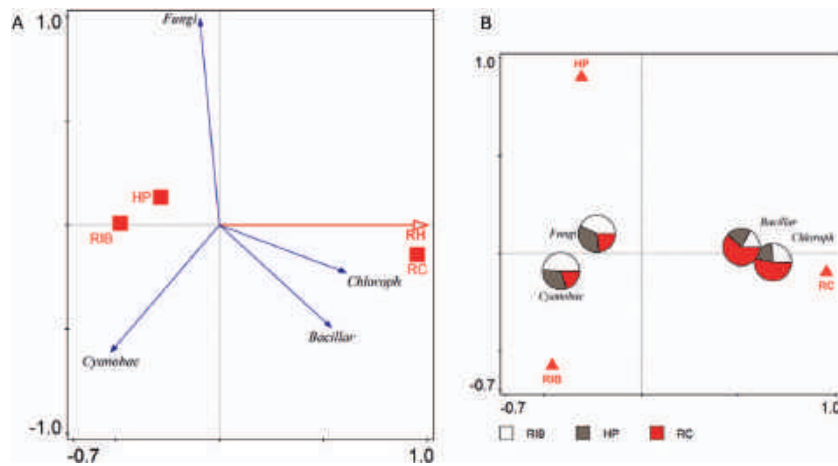 A
1.0
Fungi
HP
RIB
RH
RC
Chloroph
Bacillar
Cyanobac
-1.0
-0.7
1.0
B
1.0
HP
Fungi
Bacillar
Chloroph
Cyanobac
RC
RIB
-0.7
-0.7
1.0
RIB HP RC